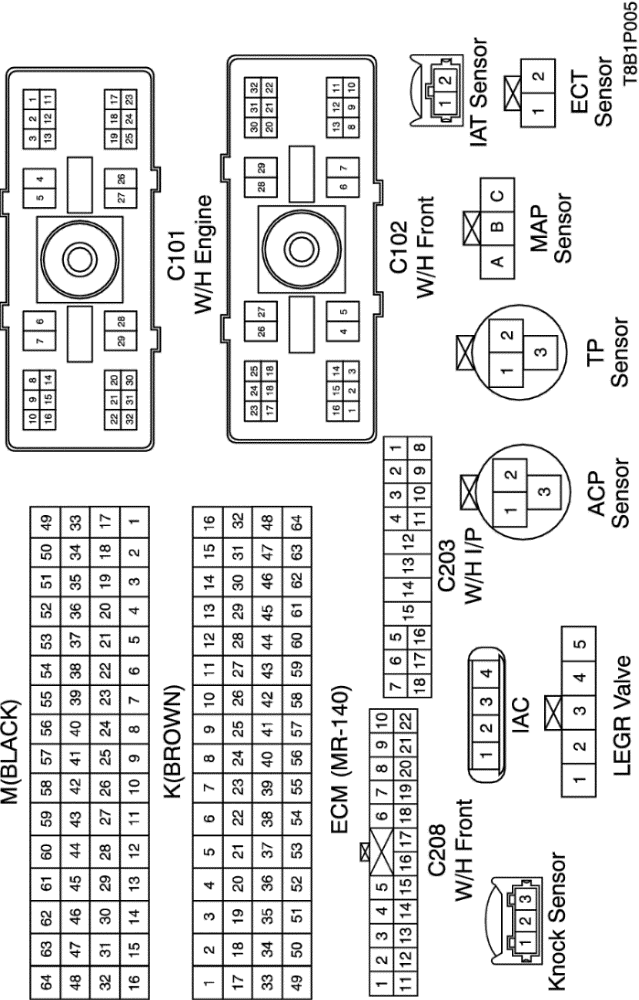 M(BLACK)
64 63 62 61 60 59 58 57 56 55 54 53 52 51 50 49
48 47 46 45 44 43 42 41 40 39 38 37 36 35 34 33
32 31 30 29 28 27 26 25 24 23 22 21 20 19 18 17
16 15 14 13 12 11 10 9 8 7 6 5 4 3 2 1
10 9 8 7 6 5 4 3 2 1
16 15 14 13 12 11
22 21 20 29 28 27 26 19 18 17
32 31 30 25 24 23
C101
W/H Engine
K(BROWN)
1 2 3 4 5 6 7 8 9 10 11 12 13 14 15 16
17 18 19 20 21 22 23 24 25 26 27 28 29 30 31 32
33 34 35 36 37 38 39 40 41 42 43 44 45 46 47 48
49 50 51 52 53 54 55 56 57 58 59 60 61 62 63 64
ECM (MR-140)
23 24 25 26 27 28 29 30 31 32
17 18 18 20 21 22
16 15 14 4 5 6 7 13 12 11
1 2 3 8 9 10
C102
W/H Front
1 2 3 4 5 6 7 8 9 10
11 12 13 14 15 16 17 18 19 20 21 22
C208
W/H Front
7 6 5 4 3 2 1
18 17 16 15 14 13 12 11 10 9 8
C203
W/H I/P
1 2 3
Knock Sensor
1 2 3 4
IAC
1 2 3 4 5
LEGR Valve
1 2
3
ACP
Sensor
1 2
3
TP
Sensor
A B C
MAP
Sensor
1 2
IAT Sensor
1 2
ECT
Sensor
T8B1P005